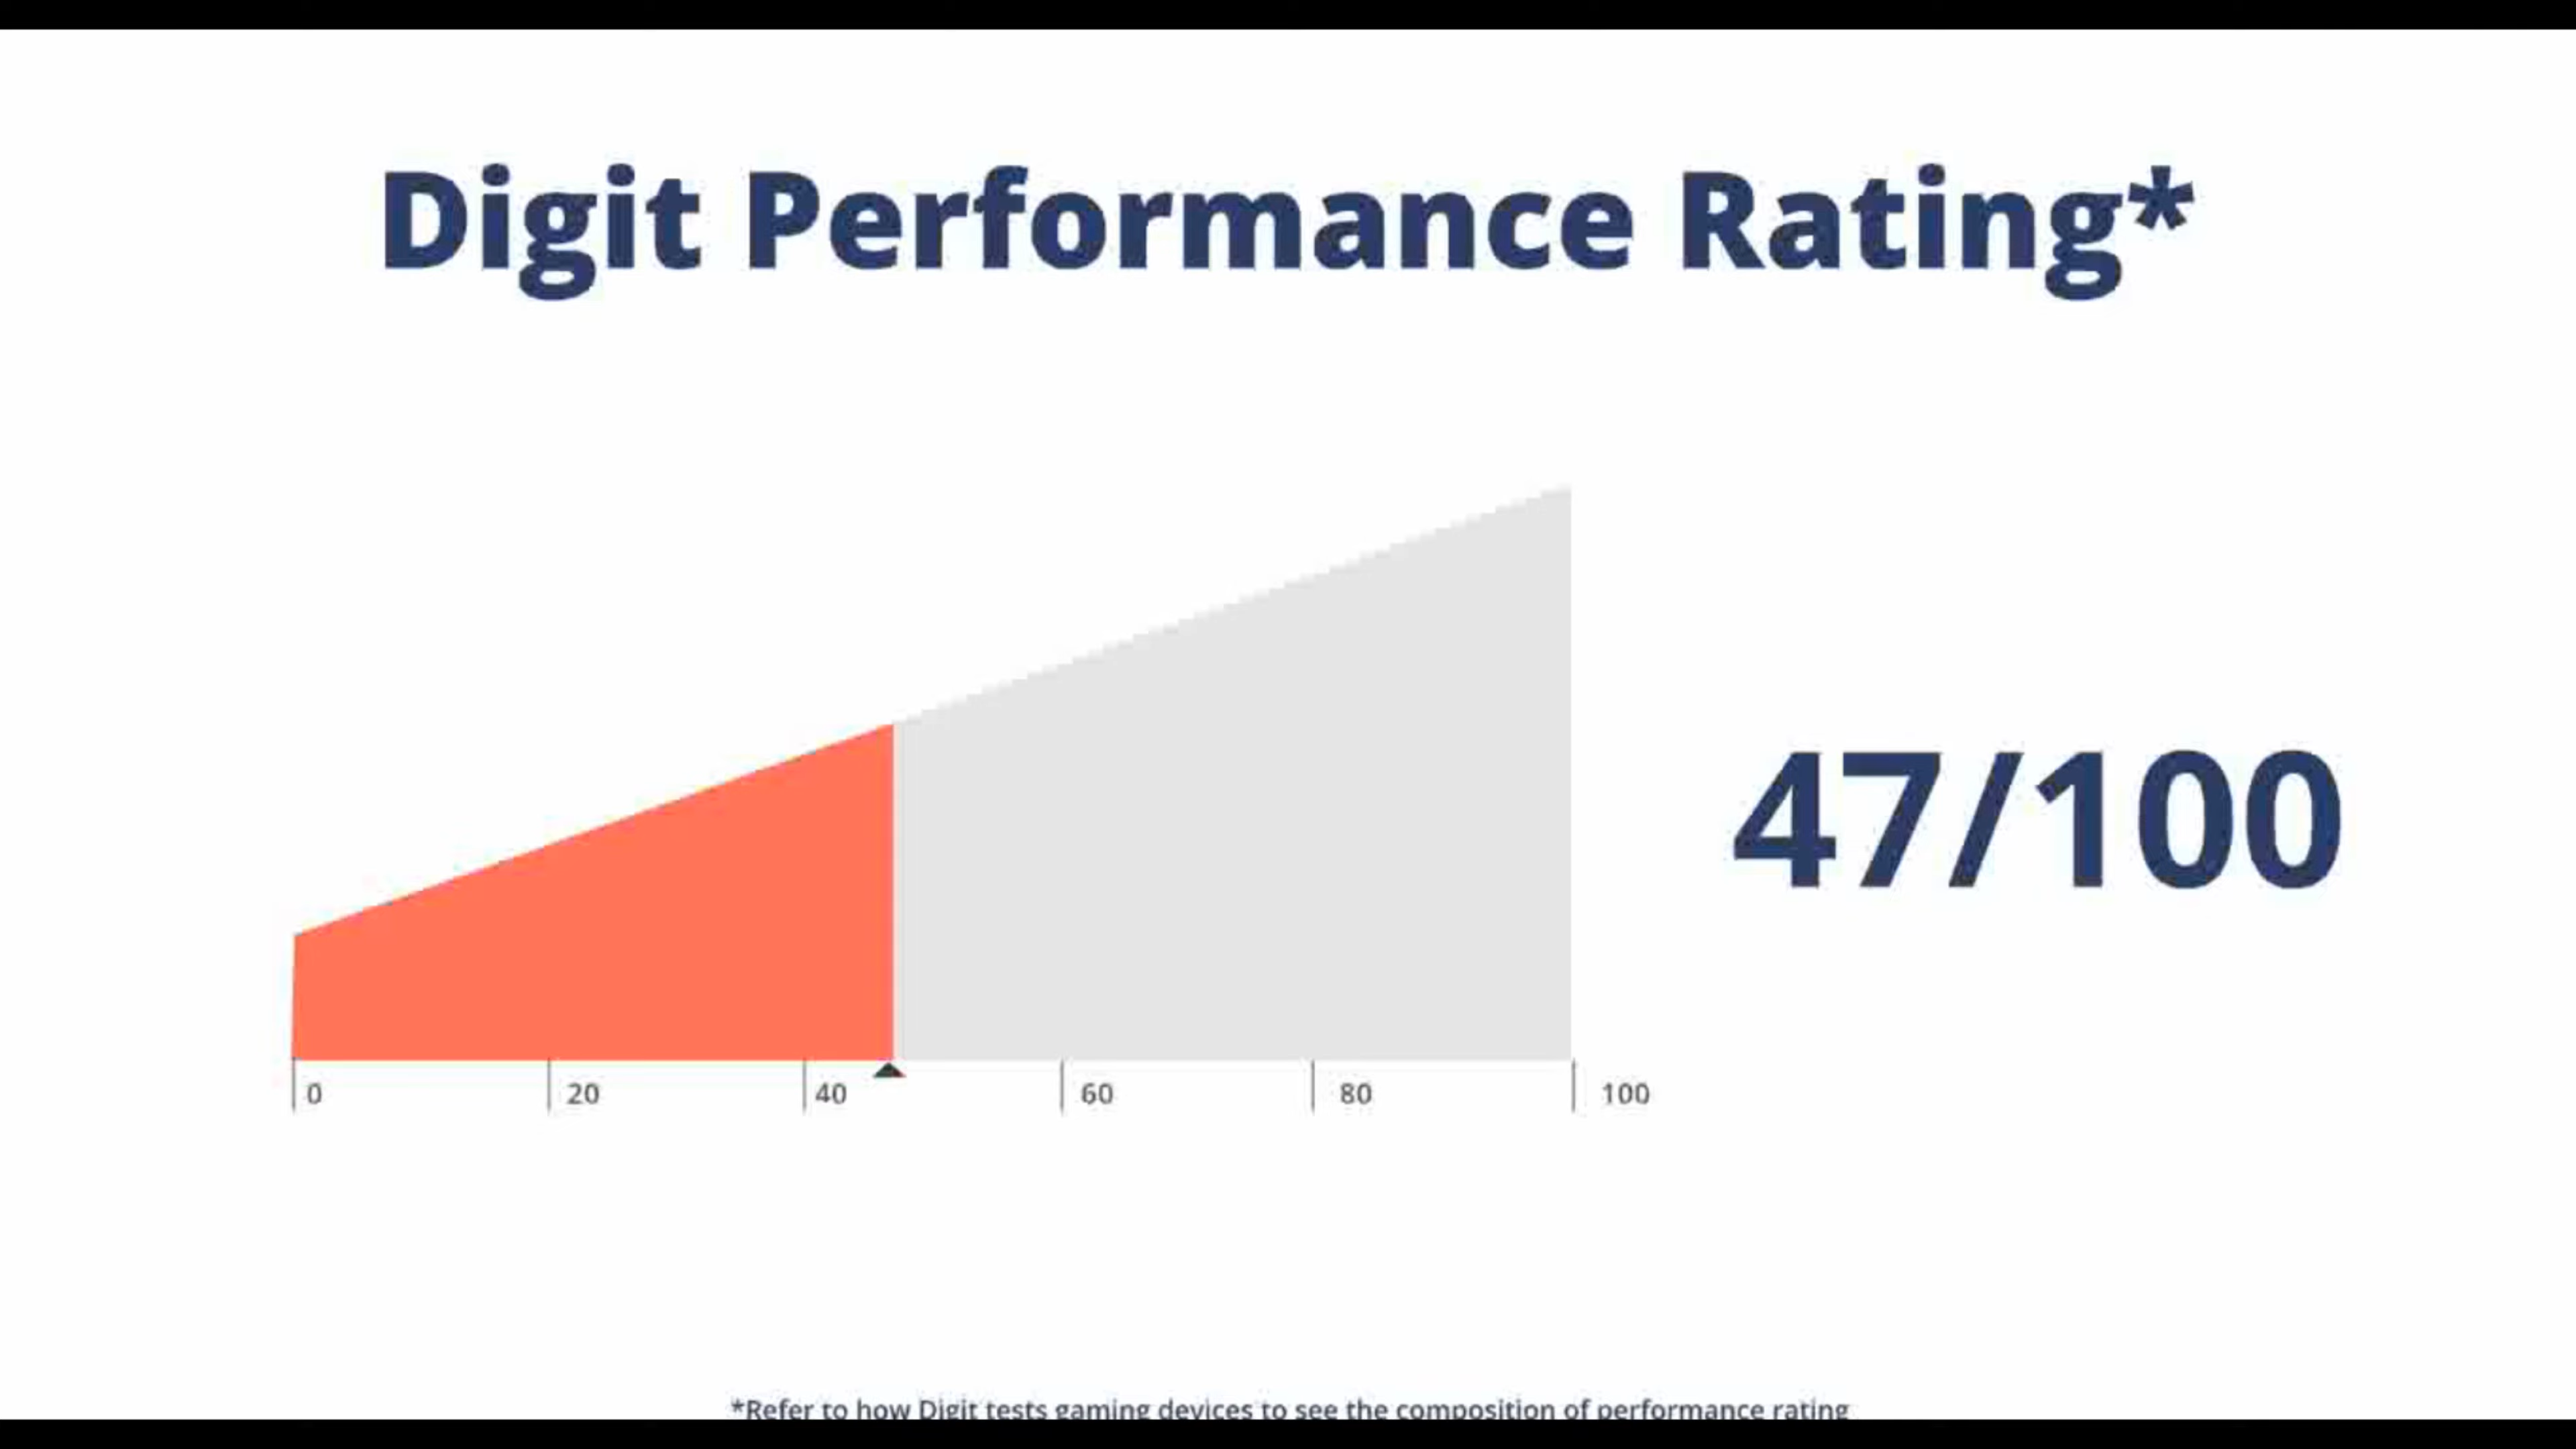 Digit Performance Rating*
47/100
0 20 40 60 80 100
*Refer to how Digit tests gaming devices to see the composition of performance rating